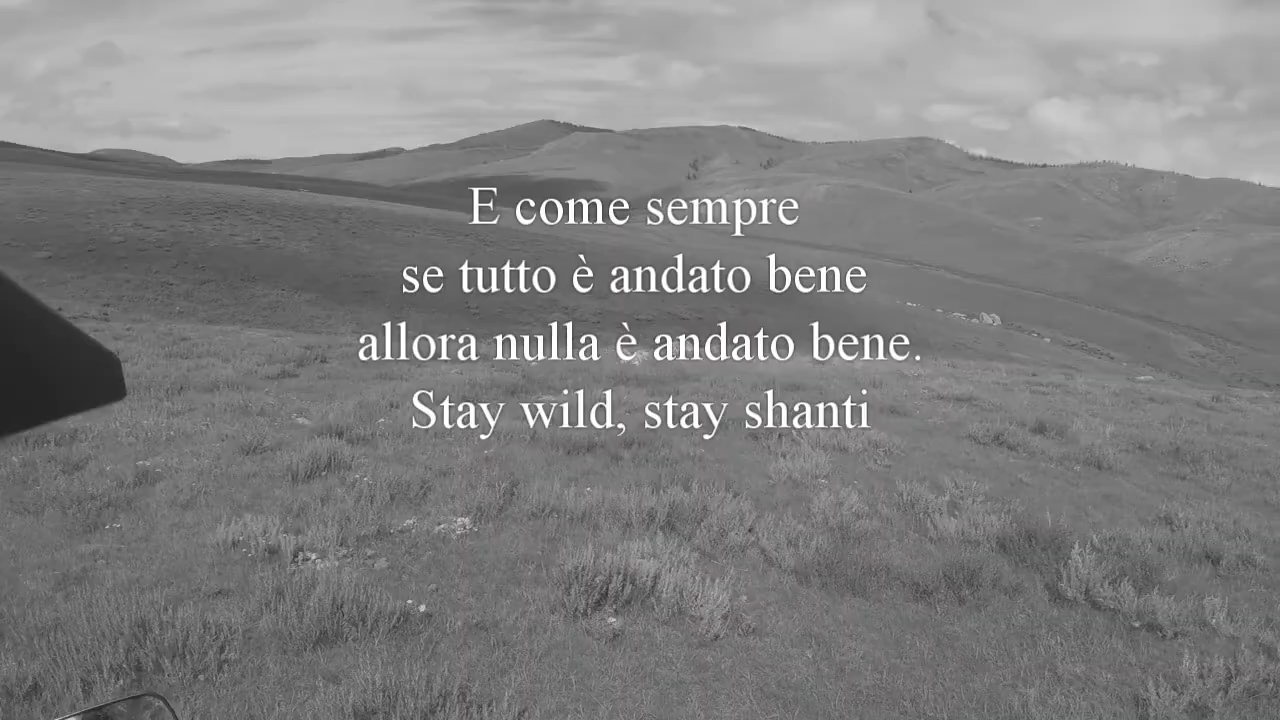 E come sempre
se tutto è andato bene
allora nulla è andato bene.
Stay wild, stay shanti